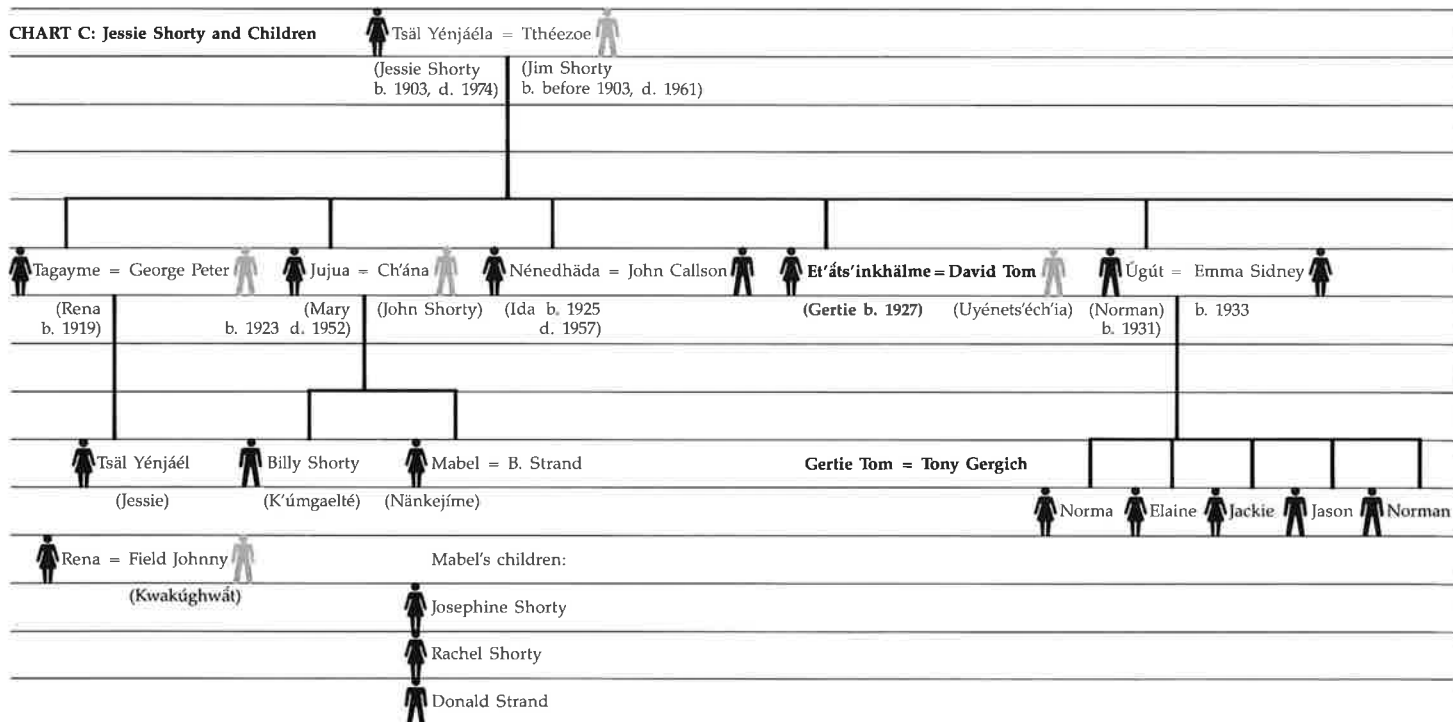 CHART C: Jessie Shorty and Children
Tsäl Yénjáéla = Tthéezoe
(Jessie Shorty
b. 1903, d. 1974)
(Jim Shorty
b. before 1903, d. 1961)
Tagayme = George Peter
Jujua = Ch'ána
Nénedhäda = John Callson
Et'ä́ts'inkhälme = David Tom
Úgút = Emma Sidney
(Rena
b. 1919)
(Mary
b. 1923 d. 1952)
(John Shorty)
(Ida b. 1925
d. 1957)
(Gertie b. 1927)
(Uyénets'éch'ia)
(Norman)
b. 1931)
b. 1933
Tsäl Yénjáél
(Jessie)
Billy Shorty
(K'úmgaelté)
Mabel = B. Strand
(Nänkejíme)
Gertie Tom = Tony Gergich
Norma
Elaine
Jackie
Jason
Norman
Rena = Field Johnny
(Kwakúghwä́t)
Mabel's children:
Josephine Shorty
Rachel Shorty
Donald Strand